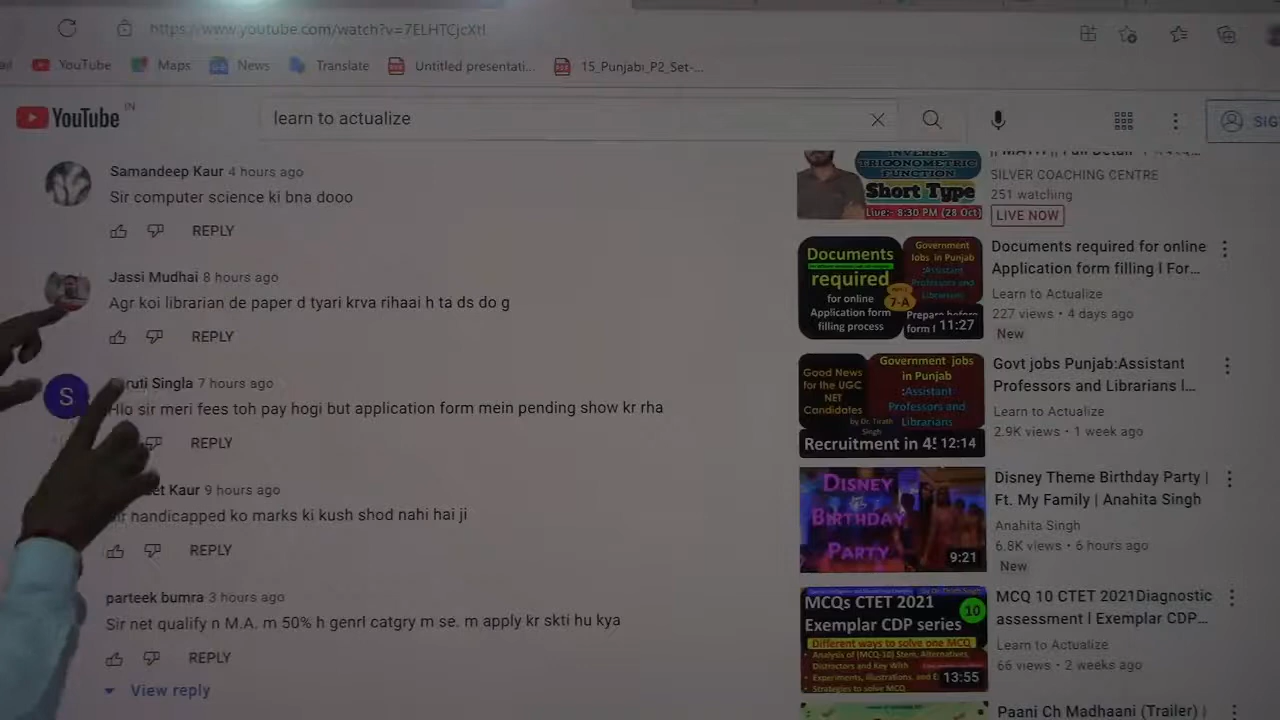 https://www.youtube.com/watch?v=7ELHTCjcXtI
YouTube
Maps
News
Translate
Untitled presentati...
15_Punjabi_P2_Set-...
YouTube IN
learn to actualize
SIG
Samandeep Kaur 4 hours ago
Sir computer science ki bna dooo
REPLY
Jassi Mudhai 8 hours ago
Agr koi librarian de paper d tyari krva rihaai h ta ds do g
REPLY
ruti Singla 7 hours ago
S
Hlo sir meri fees toh pay hogi but application form mein pending show kr rha
REPLY
et Kaur 9 hours ago
handicapped ko marks ki kush shod nahi hai ji
REPLY
parteek bumra 3 hours ago
Sir net qualify n M.A. m 50% h genrl catgry m se. m apply kr skti hu kya
REPLY
View reply
INVERSE
TRIGONOMETRIC
FUNCTION
Short Type
Live:- 8:30 PM (28 Oct)
SILVER COACHING CENTRE
251 watching
LIVE NOW
Documents
required
for online
Application form
filling process
Government
Jobs in Punjab
:Assistant
Professors and
Librarians
7-A
Prepare before
form f
11:27
Documents required for online
Application form filling l For...
Learn to Actualize
227 views • 4 days ago
New
Good News
for the UGC
NET
Candidates
Government jobs
in Punjab
:Assistant
Professors and
Librarians
by Dr. Tirath
Singh
Recruitment in 45
12:14
Govt jobs Punjab:Assistant
Professors and Librarians l...
Learn to Actualize
2.9K views • 1 week ago
DISNEY
BIRTHDAY
PARTY
9:21
Disney Theme Birthday Party |
Ft. My Family | Anahita Singh
Anahita Singh
6.8K views • 6 hours ago
New
MCQs CTET 2021
Exemplar CDP series
10
Different ways to solve one MCQ
Analysis of (MCQ-10) Stem, Alternatives,
Distractors and Key With
Experiments, Illustrations, and E
Strategies to solve MCQ
13:55
MCQ 10 CTET 2021Diagnostic
assessment l Exemplar CDP...
Learn to Actualize
66 views • 2 weeks ago
Paani Ch Madhaani (Trailer) |